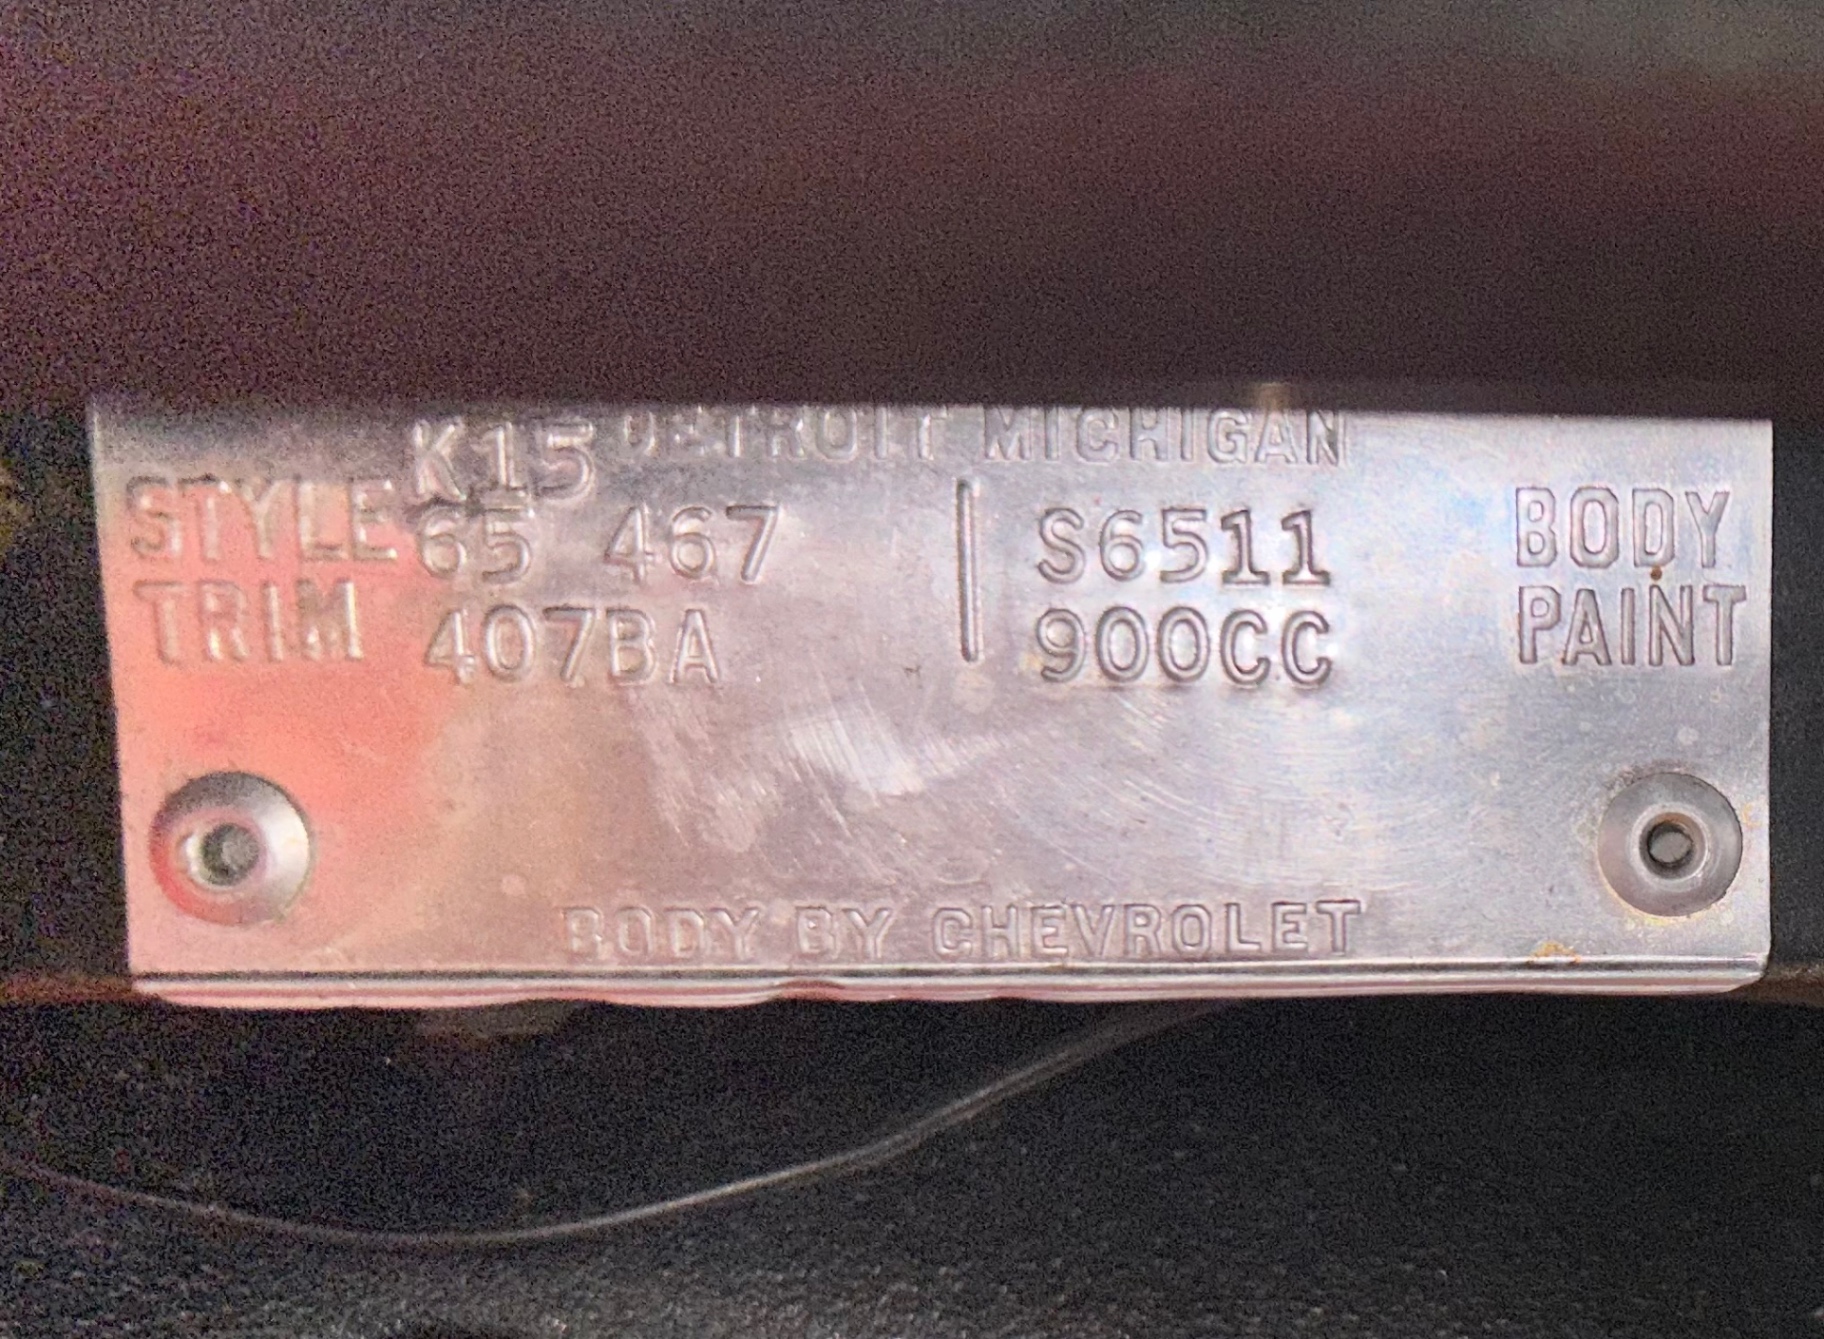 K15 DETROIT MICHIGAN
STYLE 65 467 | S6511 BODY
TRIM 407BA 900CC PAINT
BODY BY CHEVROLET